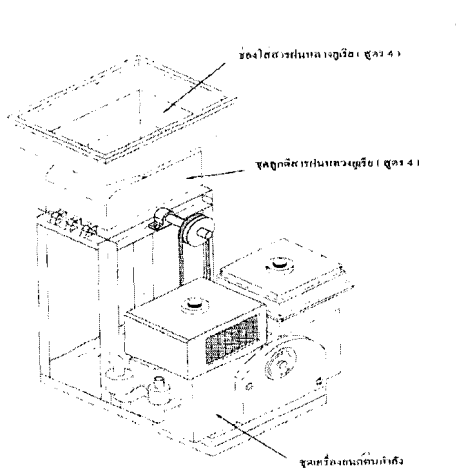 ช่องใส่สารฝนหลวงยูเรีย ( สูตร 4 )
ชุดลูกตีสารฝนหลวงยูเรีย ( สูตร 4 )
ชุดเครื่องยนต์ต้นกำลัง